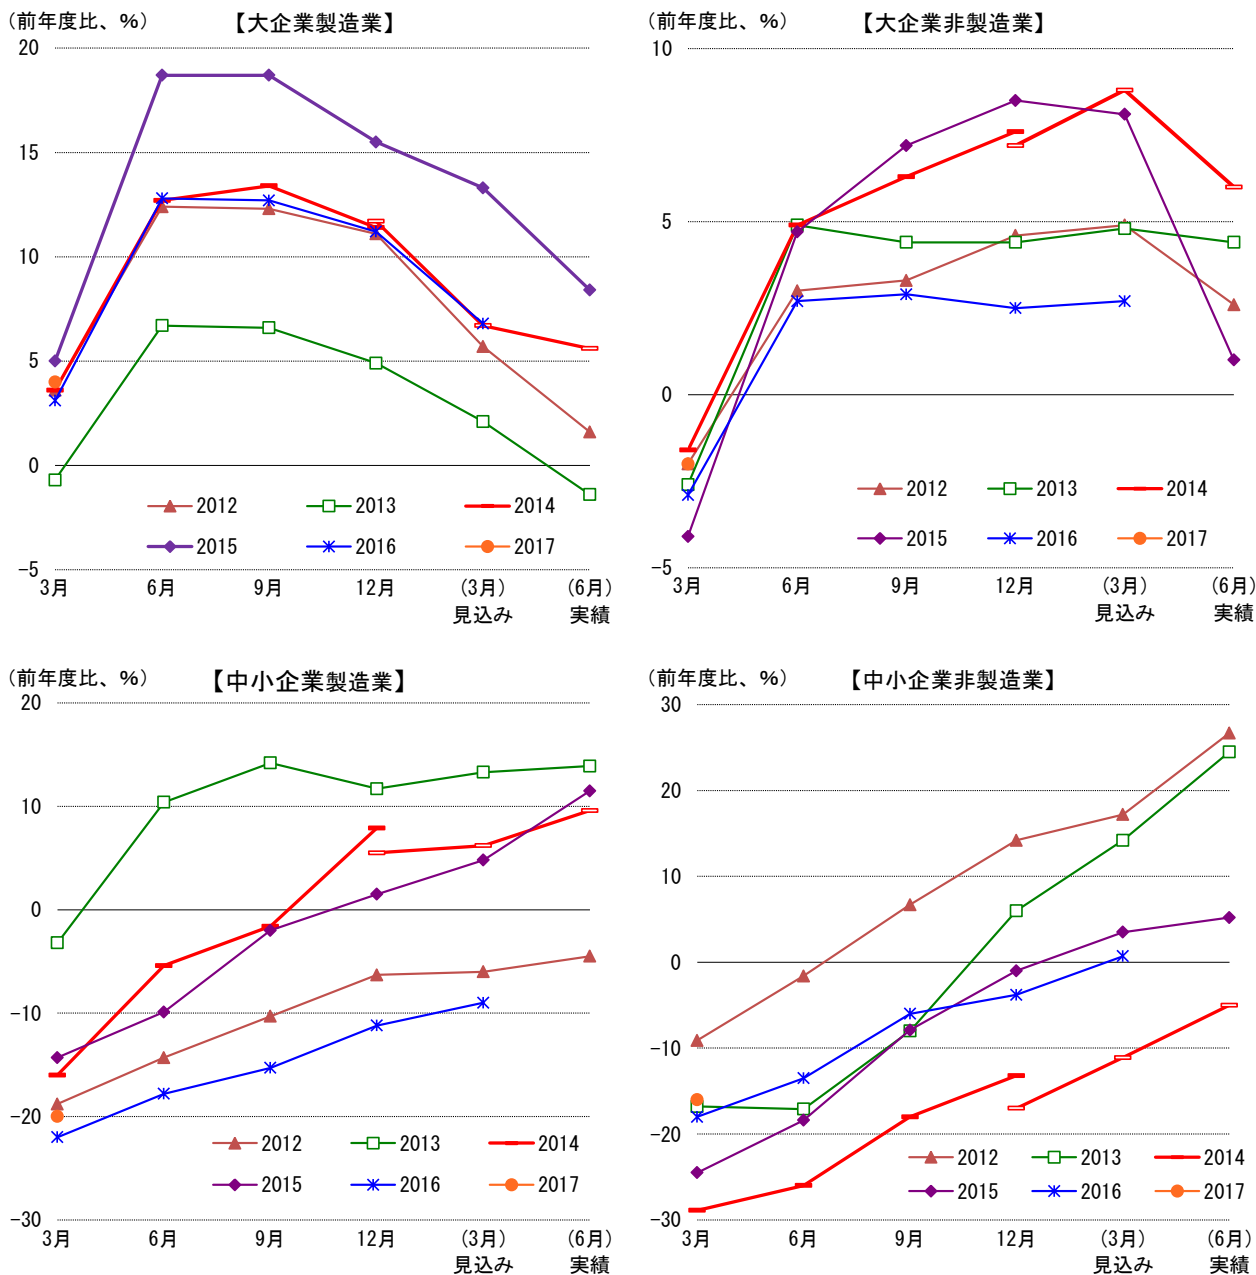 (前年度比、%)
【大企業製造業】
20
15
10
5
0
-5
2012
2013
2014
2015
2016
2017
3月
6月
9月
12月
(3月)
見込み
(6月)
実績
(前年度比、%)
【大企業非製造業】
10
5
0
-5
2012
2013
2014
2015
2016
2017
3月
6月
9月
12月
(3月)
見込み
(6月)
実績
(前年度比、%)
【中小企業製造業】
20
10
0
-10
-20
-30
2012
2013
2014
2015
2016
2017
3月
6月
9月
12月
(3月)
見込み
(6月)
実績
(前年度比、%)
【中小企業非製造業】
30
20
10
0
-10
-20
-30
2012
2013
2014
2015
2016
2017
3月
6月
9月
12月
(3月)
見込み
(6月)
実績